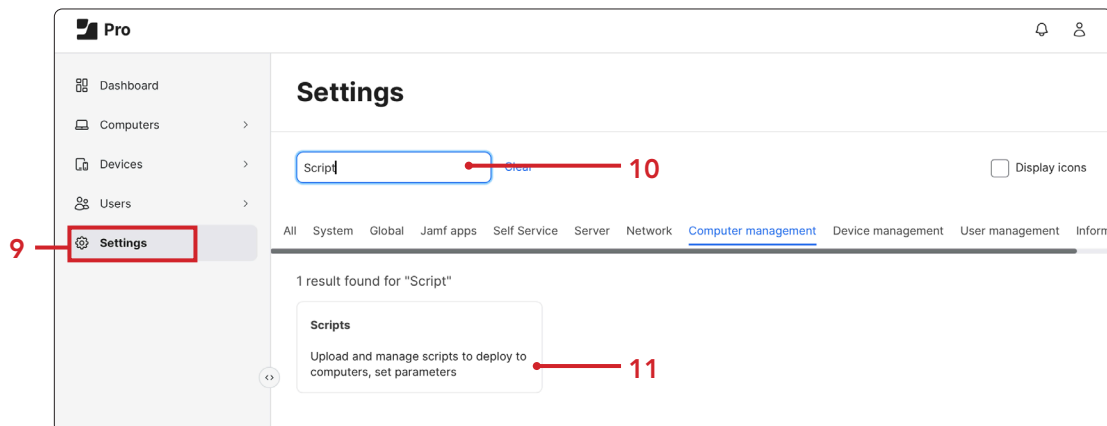 Pro
Dashboard
Computers
Devices
Users
9
Settings
Settings
Script
Clear
10
Display icons
All System Global Jamf apps Self Service Server Network Computer management Device management User management Inform
1 result found for "Script"
Scripts
Upload and manage scripts to deploy to
computers, set parameters
11